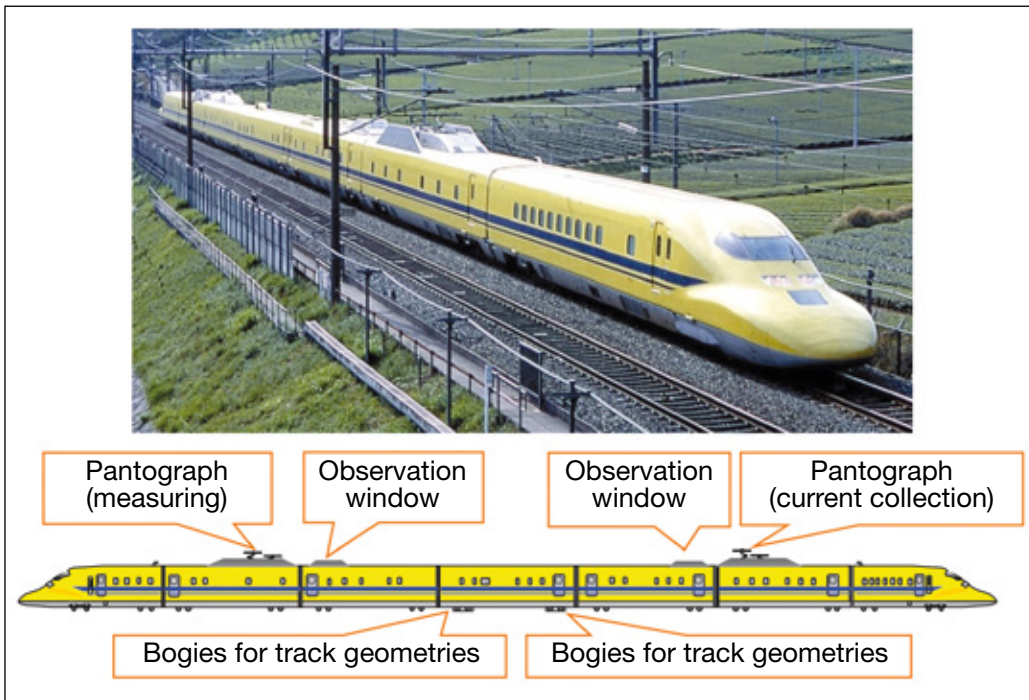 Pantograph
(measuring)
Observation
window
Observation
window
Pantograph
(current collection)
Bogies for track geometries
Bogies for track geometries